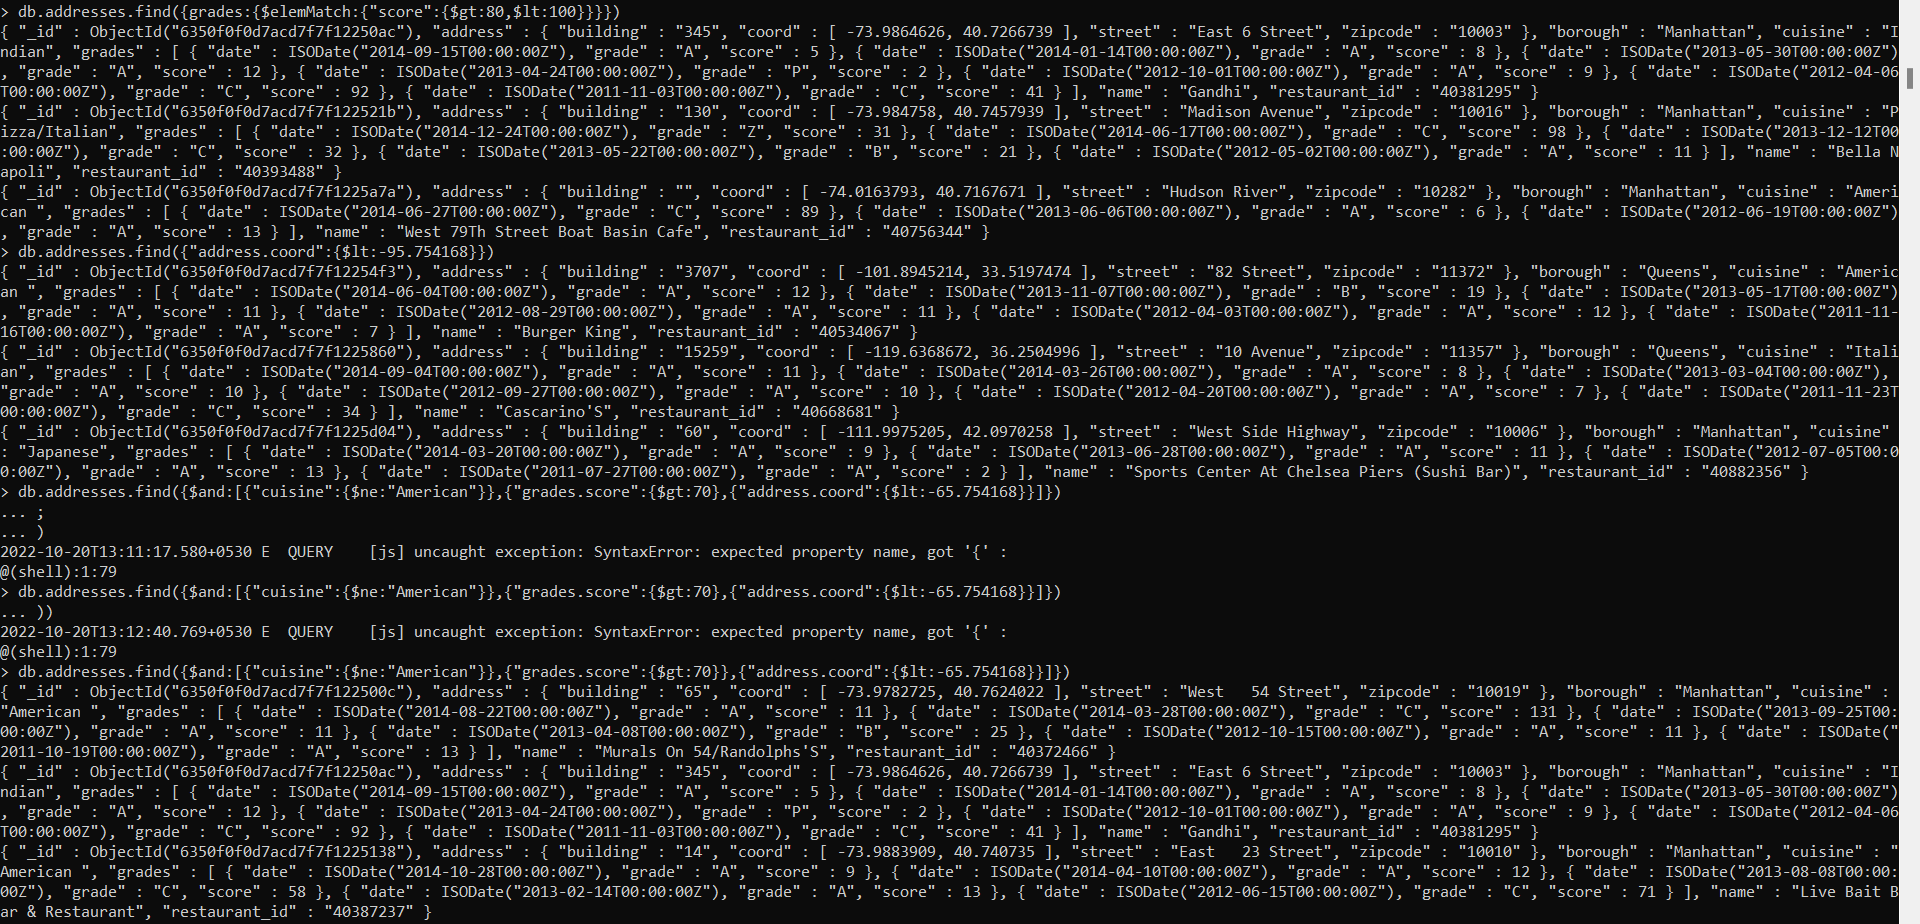 > db.addresses.find({grades:{$elemMatch:{"score":{$gt:80,$lt:100}}}})
{ "_id" : ObjectId("6350f0f0d7acd7f7f12250ac"), "address" : { "building" : "345", "coord" : [ -73.9864626, 40.7266739 ], "street" : "East 6 Street", "zipcode" : "10003" }, "borough" : "Manhattan", "cuisine" : "I
ndian", "grades" : [ { "date" : ISODate("2014-09-15T00:00:00Z"), "grade" : "A", "score" : 5 }, { "date" : ISODate("2014-01-14T00:00:00Z"), "grade" : "A", "score" : 8 }, { "date" : ISODate("2013-05-30T00:00:00Z")
, "grade" : "A", "score" : 12 }, { "date" : ISODate("2013-04-24T00:00:00Z"), "grade" : "P", "score" : 2 }, { "date" : ISODate("2012-10-01T00:00:00Z"), "grade" : "A", "score" : 9 }, { "date" : ISODate("2012-04-06
T00:00:00Z"), "grade" : "C", "score" : 92 }, { "date" : ISODate("2011-11-03T00:00:00Z"), "grade" : "C", "score" : 41 } ], "name" : "Gandhi", "restaurant_id" : "40381295" }
{ "_id" : ObjectId("6350f0f0d7acd7f7f122521b"), "address" : { "building" : "130", "coord" : [ -73.984758, 40.7457939 ], "street" : "Madison Avenue", "zipcode" : "10016" }, "borough" : "Manhattan", "cuisine" : "P
izza/Italian", "grades" : [ { "date" : ISODate("2014-12-24T00:00:00Z"), "grade" : "Z", "score" : 31 }, { "date" : ISODate("2014-06-17T00:00:00Z"), "grade" : "C", "score" : 98 }, { "date" : ISODate("2013-12-12T00
:00:00Z"), "grade" : "C", "score" : 32 }, { "date" : ISODate("2013-05-22T00:00:00Z"), "grade" : "B", "score" : 21 }, { "date" : ISODate("2012-05-02T00:00:00Z"), "grade" : "A", "score" : 11 } ], "name" : "Bella N
apoli", "restaurant_id" : "40393488" }
{ "_id" : ObjectId("6350f0f0d7acd7f7f1225a7a"), "address" : { "building" : "", "coord" : [ -74.0163793, 40.7167671 ], "street" : "Hudson River", "zipcode" : "10282" }, "borough" : "Manhattan", "cuisine" : "Ameri
can ", "grades" : [ { "date" : ISODate("2014-06-27T00:00:00Z"), "grade" : "C", "score" : 89 }, { "date" : ISODate("2013-06-06T00:00:00Z"), "grade" : "A", "score" : 6 }, { "date" : ISODate("2012-06-19T00:00:00Z")
, "grade" : "A", "score" : 13 } ], "name" : "West 79Th Street Boat Basin Cafe", "restaurant_id" : "40756344" }
> db.addresses.find({"address.coord":{$lt:-95.754168}})
{ "_id" : ObjectId("6350f0f0d7acd7f7f12254f3"), "address" : { "building" : "3707", "coord" : [ -101.8945214, 33.5197474 ], "street" : "82 Street", "zipcode" : "11372" }, "borough" : "Queens", "cuisine" : "Americ
an ", "grades" : [ { "date" : ISODate("2014-06-04T00:00:00Z"), "grade" : "A", "score" : 12 }, { "date" : ISODate("2013-11-07T00:00:00Z"), "grade" : "B", "score" : 19 }, { "date" : ISODate("2013-05-17T00:00:00Z")
, "grade" : "A", "score" : 11 }, { "date" : ISODate("2012-08-29T00:00:00Z"), "grade" : "A", "score" : 11 }, { "date" : ISODate("2012-04-03T00:00:00Z"), "grade" : "A", "score" : 12 }, { "date" : ISODate("2011-11-
16T00:00:00Z"), "grade" : "A", "score" : 7 } ], "name" : "Burger King", "restaurant_id" : "40534067" }
{ "_id" : ObjectId("6350f0f0d7acd7f7f1225860"), "address" : { "building" : "15259", "coord" : [ -119.6368672, 36.2504996 ], "street" : "10 Avenue", "zipcode" : "11357" }, "borough" : "Queens", "cuisine" : "Itali
an", "grades" : [ { "date" : ISODate("2014-09-04T00:00:00Z"), "grade" : "A", "score" : 11 }, { "date" : ISODate("2014-03-26T00:00:00Z"), "grade" : "A", "score" : 8 }, { "date" : ISODate("2013-03-04T00:00:00Z"),
"grade" : "A", "score" : 10 }, { "date" : ISODate("2012-09-27T00:00:00Z"), "grade" : "A", "score" : 10 }, { "date" : ISODate("2012-04-20T00:00:00Z"), "grade" : "A", "score" : 7 }, { "date" : ISODate("2011-11-23T
00:00:00Z"), "grade" : "C", "score" : 34 } ], "name" : "Cascarino'S", "restaurant_id" : "40668681" }
{ "_id" : ObjectId("6350f0f0d7acd7f7f1225d04"), "address" : { "building" : "60", "coord" : [ -111.9975205, 42.0970258 ], "street" : "West Side Highway", "zipcode" : "10006" }, "borough" : "Manhattan", "cuisine"
: "Japanese", "grades" : [ { "date" : ISODate("2014-03-20T00:00:00Z"), "grade" : "A", "score" : 9 }, { "date" : ISODate("2013-06-28T00:00:00Z"), "grade" : "A", "score" : 11 }, { "date" : ISODate("2012-07-05T00:0
0:00Z"), "grade" : "A", "score" : 13 }, { "date" : ISODate("2011-07-27T00:00:00Z"), "grade" : "A", "score" : 2 } ], "name" : "Sports Center At Chelsea Piers (Sushi Bar)", "restaurant_id" : "40882356" }
> db.addresses.find({$and:[{"cuisine":{$ne:"American"}},{"grades.score":{$gt:70},{"address.coord":{$lt:-65.754168}}]})
... ;
... )
2022-10-20T13:11:17.580+0530 E  QUERY    [js] uncaught exception: SyntaxError: expected property name, got '{' :
@(shell):1:79
> db.addresses.find({$and:[{"cuisine":{$ne:"American"}},{"grades.score":{$gt:70},{"address.coord":{$lt:-65.754168}}]})
... ))
2022-10-20T13:12:40.769+0530 E  QUERY    [js] uncaught exception: SyntaxError: expected property name, got '{' :
@(shell):1:79
> db.addresses.find({$and:[{"cuisine":{$ne:"American"}},{"grades.score":{$gt:70}},{"address.coord":{$lt:-65.754168}}]})
{ "_id" : ObjectId("6350f0f0d7acd7f7f122500c"), "address" : { "building" : "65", "coord" : [ -73.9782725, 40.7624022 ], "street" : "West   54 Street", "zipcode" : "10019" }, "borough" : "Manhattan", "cuisine" :
"American ", "grades" : [ { "date" : ISODate("2014-08-22T00:00:00Z"), "grade" : "A", "score" : 11 }, { "date" : ISODate("2014-03-28T00:00:00Z"), "grade" : "C", "score" : 131 }, { "date" : ISODate("2013-09-25T00:
00:00Z"), "grade" : "A", "score" : 11 }, { "date" : ISODate("2013-04-08T00:00:00Z"), "grade" : "B", "score" : 25 }, { "date" : ISODate("2012-10-15T00:00:00Z"), "grade" : "A", "score" : 11 }, { "date" : ISODate("
2011-10-19T00:00:00Z"), "grade" : "A", "score" : 13 } ], "name" : "Murals On 54/Randolphs'S", "restaurant_id" : "40372466" }
{ "_id" : ObjectId("6350f0f0d7acd7f7f12250ac"), "address" : { "building" : "345", "coord" : [ -73.9864626, 40.7266739 ], "street" : "East 6 Street", "zipcode" : "10003" }, "borough" : "Manhattan", "cuisine" : "I
ndian", "grades" : [ { "date" : ISODate("2014-09-15T00:00:00Z"), "grade" : "A", "score" : 5 }, { "date" : ISODate("2014-01-14T00:00:00Z"), "grade" : "A", "score" : 8 }, { "date" : ISODate("2013-05-30T00:00:00Z")
, "grade" : "A", "score" : 12 }, { "date" : ISODate("2013-04-24T00:00:00Z"), "grade" : "P", "score" : 2 }, { "date" : ISODate("2012-10-01T00:00:00Z"), "grade" : "A", "score" : 9 }, { "date" : ISODate("2012-04-06
T00:00:00Z"), "grade" : "C", "score" : 92 }, { "date" : ISODate("2011-11-03T00:00:00Z"), "grade" : "C", "score" : 41 } ], "name" : "Gandhi", "restaurant_id" : "40381295" }
{ "_id" : ObjectId("6350f0f0d7acd7f7f1225138"), "address" : { "building" : "14", "coord" : [ -73.9883909, 40.740735 ], "street" : "East   23 Street", "zipcode" : "10010" }, "borough" : "Manhattan", "cuisine" : "
American ", "grades" : [ { "date" : ISODate("2014-10-28T00:00:00Z"), "grade" : "A", "score" : 9 }, { "date" : ISODate("2014-04-10T00:00:00Z"), "grade" : "A", "score" : 12 }, { "date" : ISODate("2013-08-08T00:00:
00Z"), "grade" : "C", "score" : 58 }, { "date" : ISODate("2013-02-14T00:00:00Z"), "grade" : "A", "score" : 13 }, { "date" : ISODate("2012-06-15T00:00:00Z"), "grade" : "C", "score" : 71 } ], "name" : "Live Bait B
ar & Restaurant", "restaurant_id" : "40387237" }